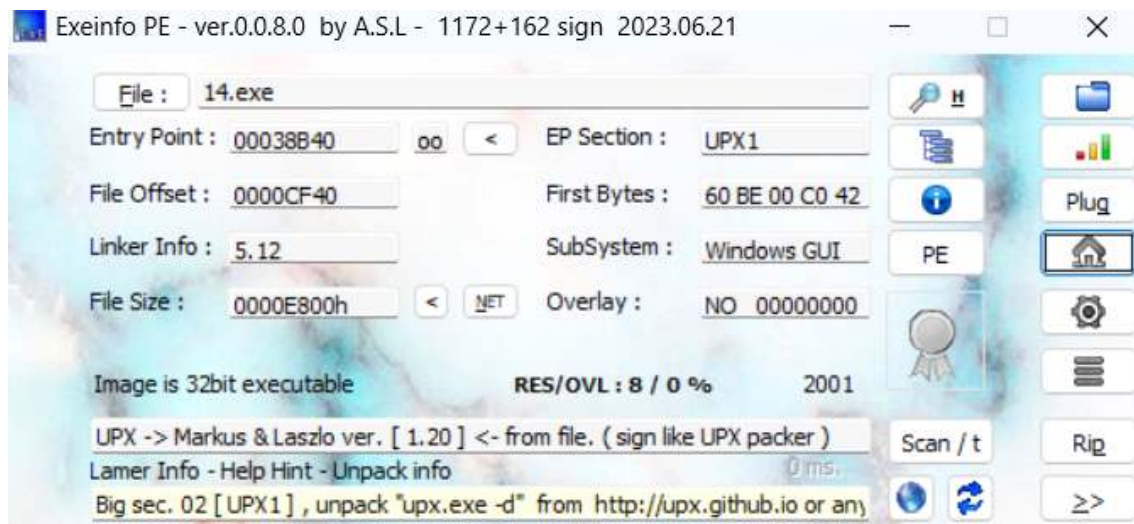 Exeinfo PE - ver.0.0.8.0 by A.S.L - 1172+162 sign 2023.06.21
File : 14.exe H
Entry Point : 00038B40 oo < EP Section : UPX1
File Offset : 0000CF40 First Bytes : 60 BE 00 C0 42 Plug
Linker Info : 5.12 SubSystem : Windows GUI PE
File Size : 0000E800h < NET Overlay : NO 00000000
Image is 32bit executable RES/OVL : 8 / 0 % 2001
UPX -> Markus & Laszlo ver. [ 1.20 ] <- from file. ( sign like UPX packer ) Scan / t Rip
Lamer Info - Help Hint - Unpack info 0 ms.
Big sec. 02 [ UPX1 ] , unpack "upx.exe -d" from http://upx.github.io or any >>